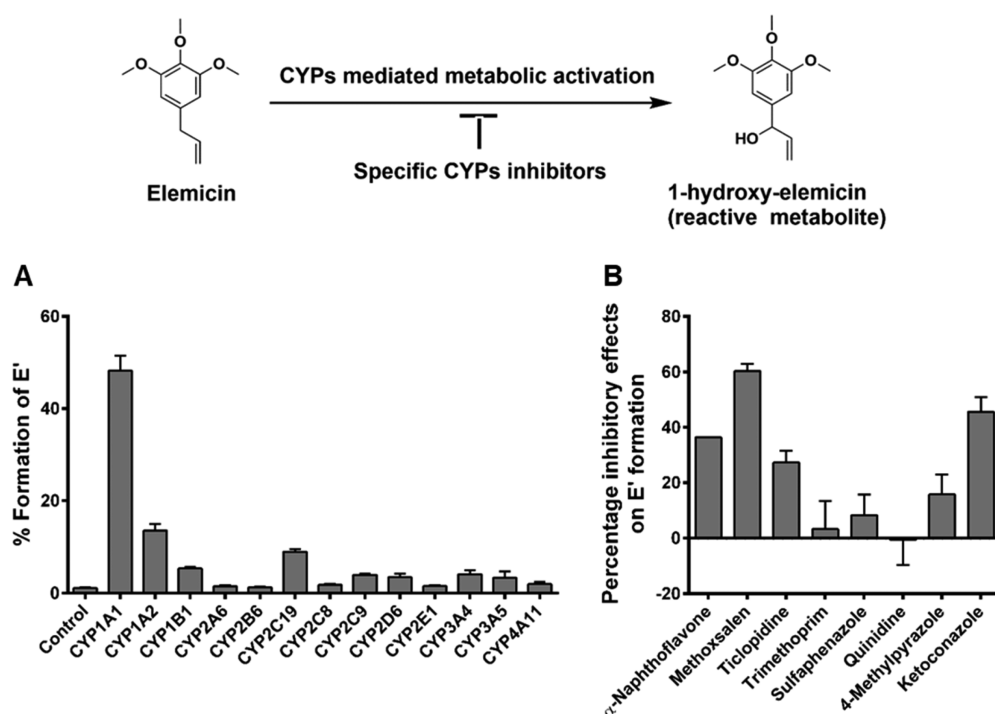 O
O
O
O
O
O
CYPs mediated metabolic activation
HO
Specific CYPs inhibitors
Elemicin
1-hydroxy-elemicin
(reactive metabolite)
A
% Formation of E'
60
40
20
0
Control
CYP1A1
CYP1A2
CYP1B1
CYP2A6
CYP2B6
CYP2C19
CYP2C8
CYP2C9
CYP2D6
CYP2E1
CYP3A4
CYP3A5
CYP4A11
B
Percentage inhibitory effects
on E' formation
80
60
40
20
0
-20
α-Naphthoflavone
Methoxsalen
Ticlopidine
Trimethoprim
Sulfaphenazole
Quinidine
4-Methylpyrazole
Ketoconazole